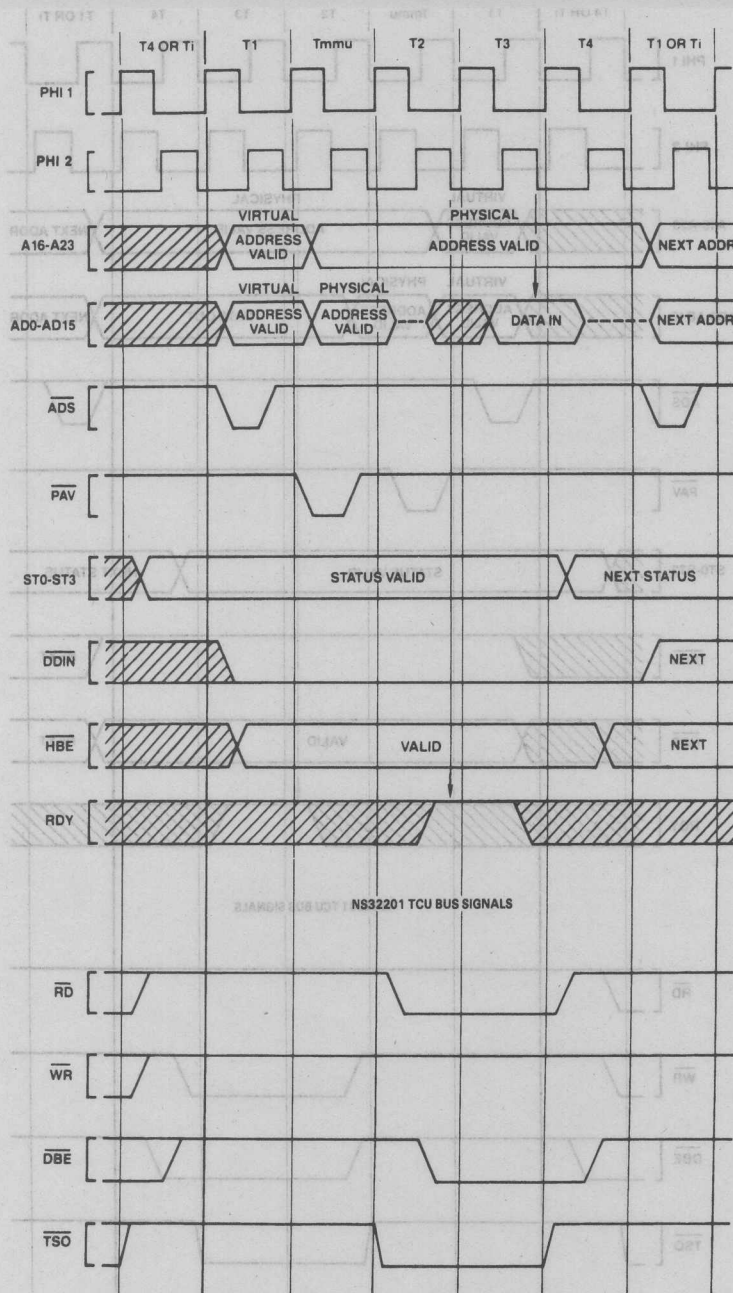 T4 OR Ti T1 Tmmu T2 T3 T4 T1 OR Ti
PHI 1
PHI 2
VIRTUAL PHYSICAL
A16-A23 ADDRESS VALID ADDRESS VALID NEXT ADDR
VIRTUAL PHYSICAL
AD0-AD15 ADDRESS VALID ADDRESS VALID DATA IN NEXT ADDR
ADS
PAV
ST0-ST3 STATUS VALID NEXT STATUS
DDIN NEXT
HBE VALID NEXT
RDY
NS32201 TCU BUS SIGNALS
RD
WR
DBE
TSO